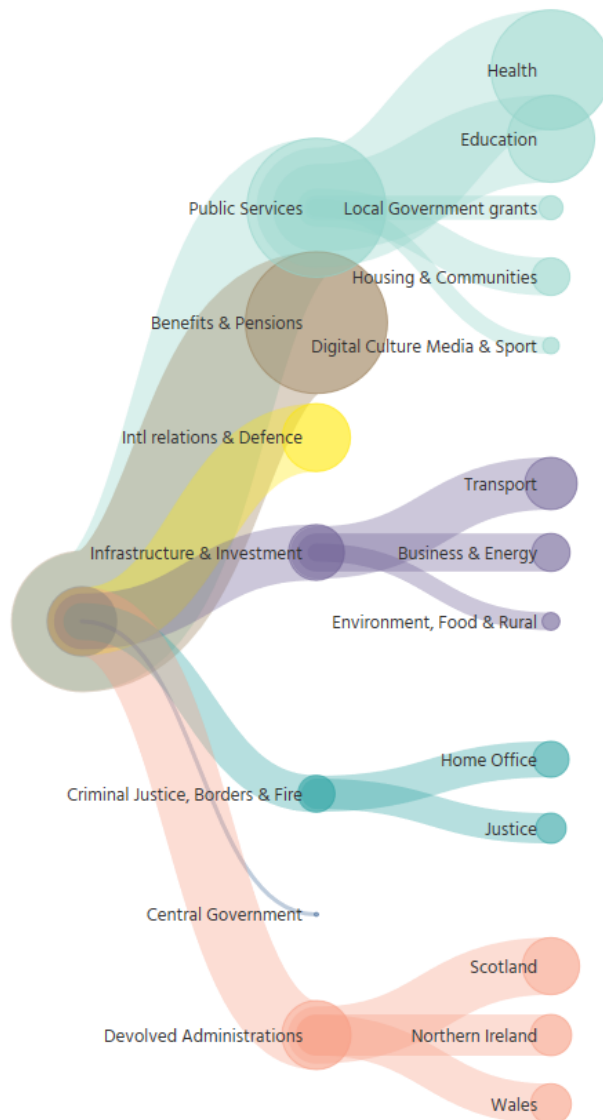 Health
Education
Public Services
Local Government grants
Housing & Communities
Benefits & Pensions
Digital Culture Media & Sport
Intl relations & Defence
Transport
Infrastructure & Investment
Business & Energy
Environment, Food & Rural
Home Office
Criminal Justice, Borders & Fire
Justice
Central Government
Scotland
Devolved Administrations
Northern Ireland
Wales